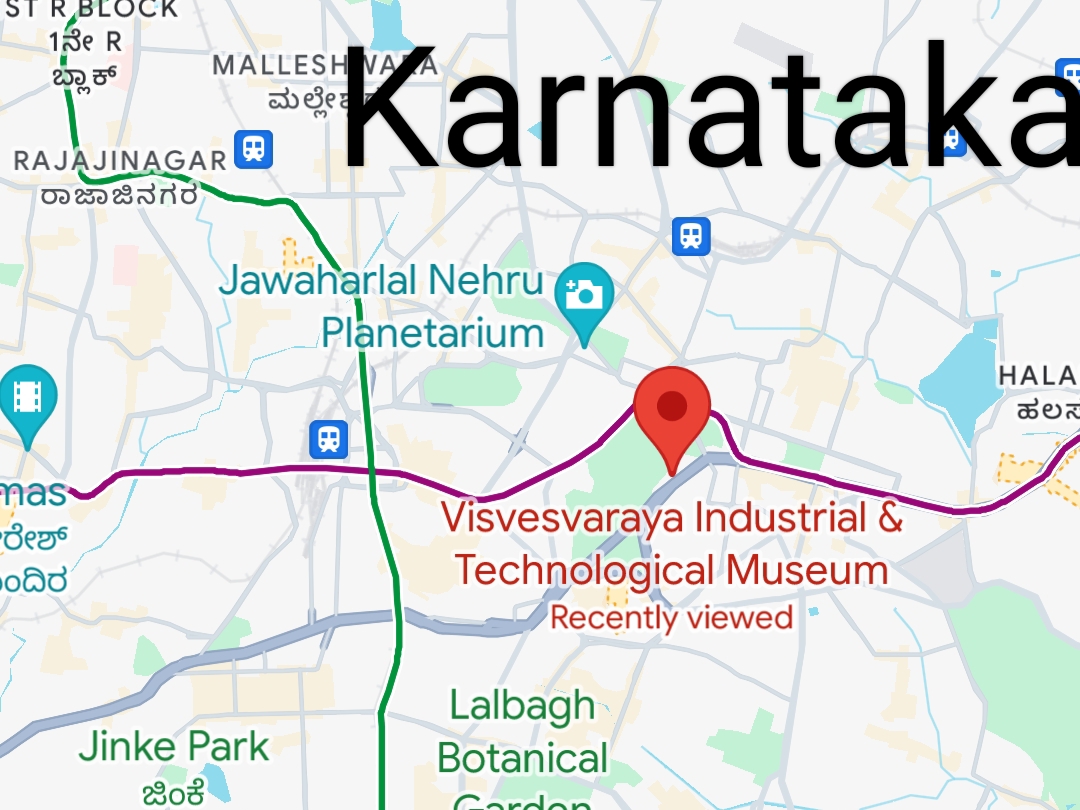 ST R BLOCK
1ನೇ R
ಬ್ಲಾಕ್
MALLESHWARA
Karnataka
RAJAJINAGAR
ರಾಜಾಜಿನಗರ
Jawaharlal Nehru
Planetarium
HALA
ಹಲಸ
mas
ರೇಶ್
ಂದಿರ
Visvesvaraya Industrial &
Technological Museum
Recently viewed
Lalbagh
Botanical
Garden
Jinke Park
ಜಿಂಕೆ